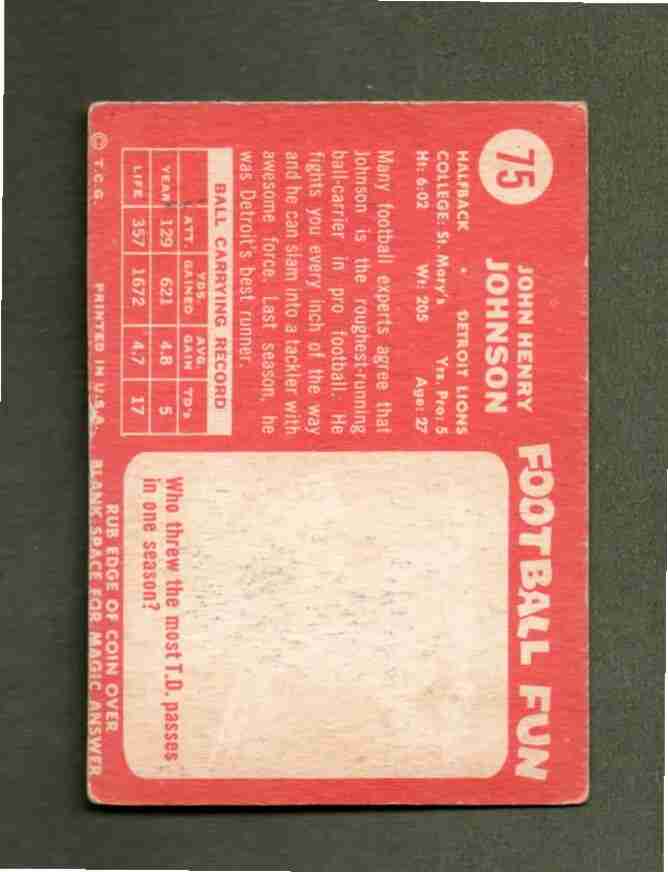 75
JOHN HENRY
JOHNSON
HALFBACK • DETROIT LIONS
COLLEGE: St. Mary's Yrs. Pro: 5
Ht: 6:02 Wt: 205 Age: 27
Many football experts agree that
Johnson is the roughest-running
ball-carrier in pro football. He
fights you every inch of the way
and he can slam into a tackler with
awesome force. Last season, he
was Detroit's best runner.
BALL CARRYING RECORD
ATT. YDS. GAINED AVG. GAIN TD's
YEAR 129 621 4.8 5
LIFE 357 1672 4.7 17
© T.C.G. PRINTED IN U.S.A.
FOOTBALL FUN
Who threw the most T.D. passes
in one season?
RUB EDGE OF COIN OVER
BLANK SPACE FOR MAGIC ANSWER